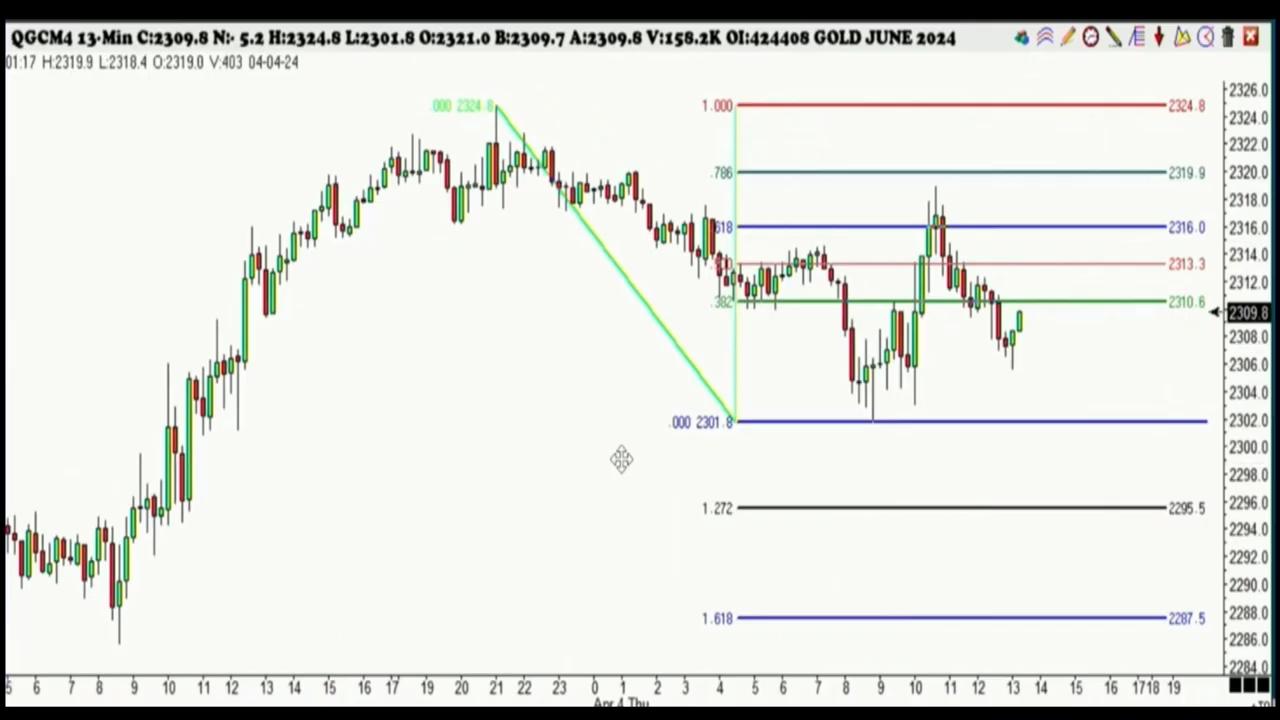 QGCM4 13-Min C:2309.8 N:- 5.2 H:2324.8 L:2301.8 O:2321.0 B:2309.7 A:2309.8 V:158.2K OI:424408 GOLD JUNE 2024
01:17 H:2319.9 L:2318.4 O:2319.0 V:403 04-04-24
2326.0
.000 2324.8 1.000 2324.8
2324.0
2322.0
.786 2319.9 2320.0
2318.0
618 2316.0 2316.0
2314.0
2313.3
2312.0
.382 2310.6
2309.8
2308.0
2306.0
2304.0
.000 2301.8 2302.0
2300.0
2298.0
1.272 2295.5 2296.0
2294.0
2292.0
2290.0
2288.0
1.618 2287.5
2286.0
2284.0
5 6 7 8 9 10 11 12 13 14 15 16 17 19 20 21 22 23 0 1 2 3 4 5 6 7 8 9 10 11 12 13 14 15 16 17 18 19
Apr 4 Thu